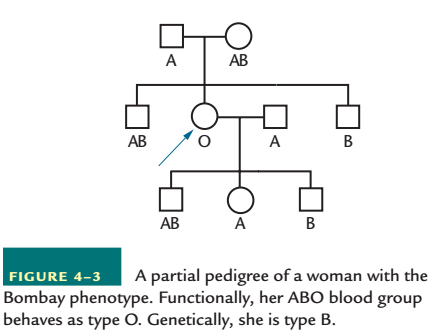 A AB
AB O A B
AB A B
FIGURE 4–3 A partial pedigree of a woman with the
Bombay phenotype. Functionally, her ABO blood group
behaves as type O. Genetically, she is type B.